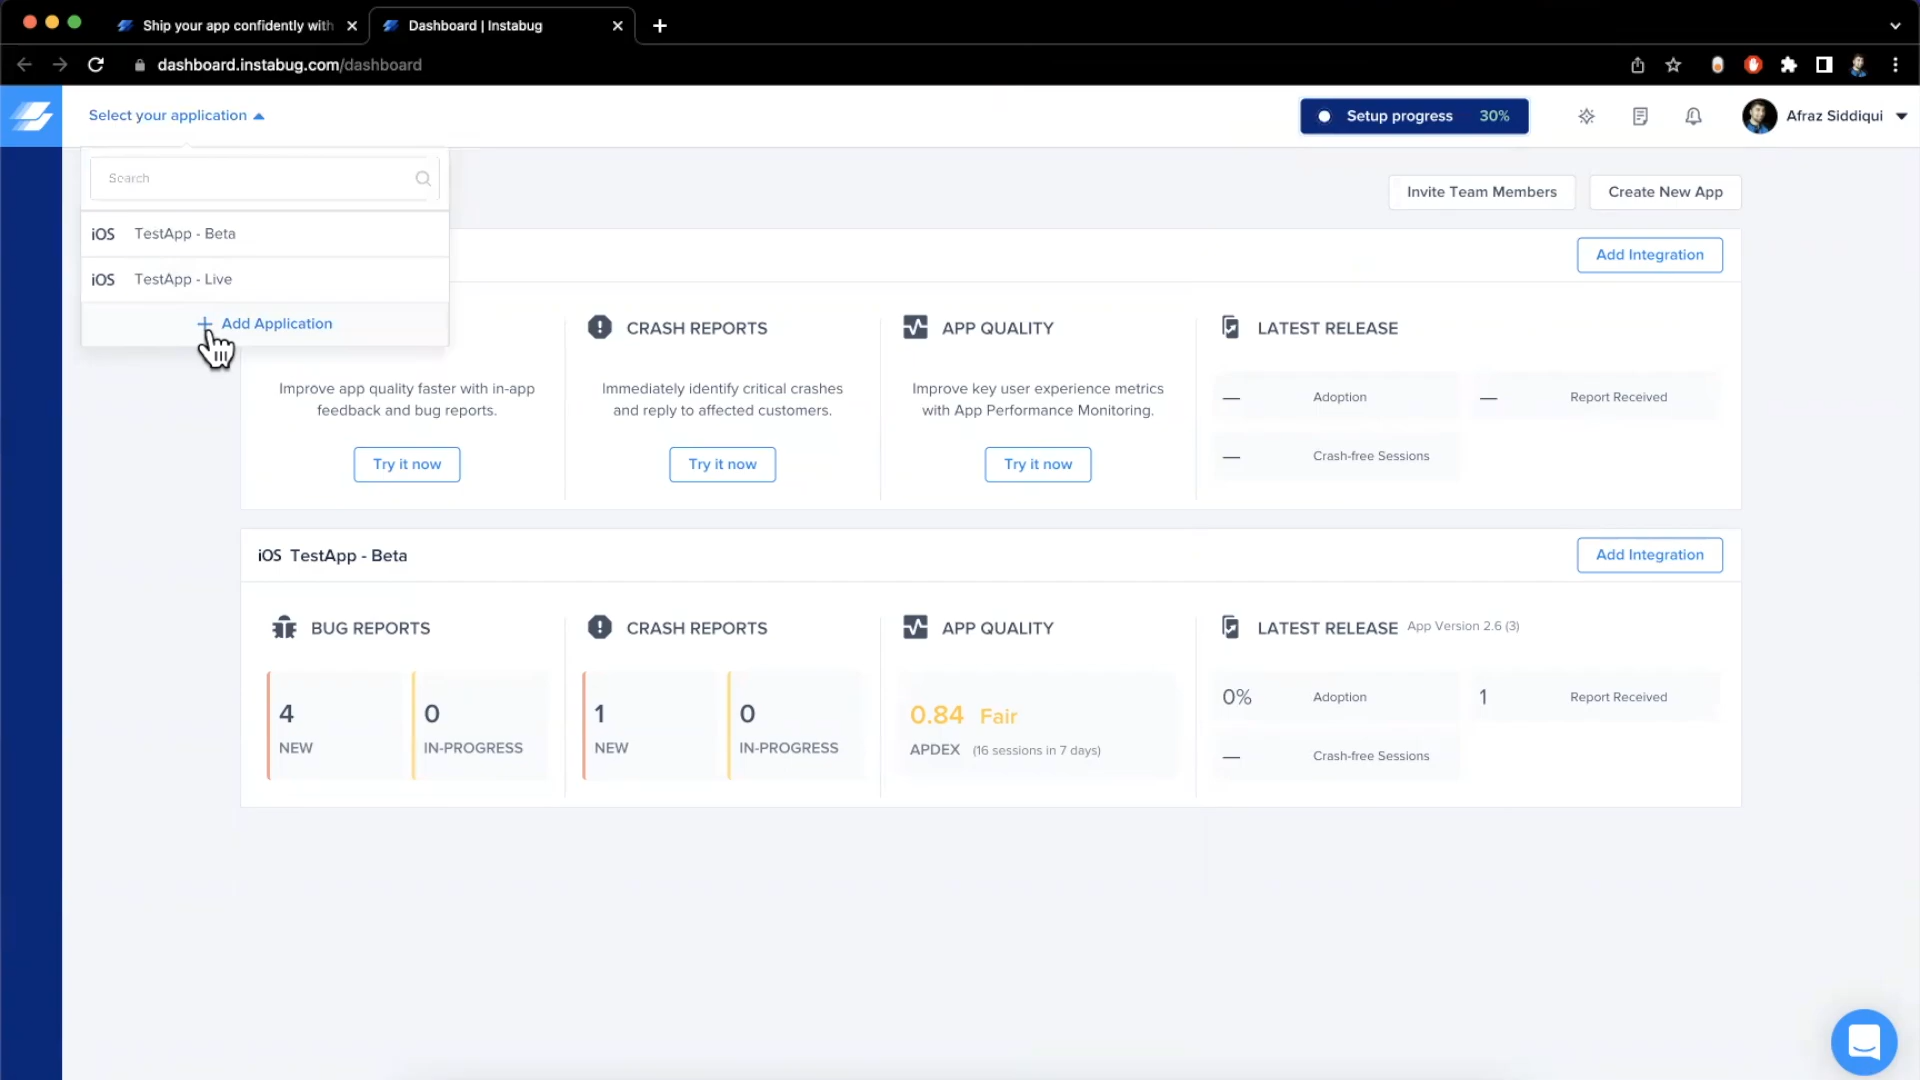 Ship your app confidently with
Dashboard | Instabug
dashboard.instabug.com/dashboard
Select your application
Setup progress 30%
Afraz Siddiqui
Search
Invite Team Members
Create New App
iOS TestApp - Beta
Add Integration
iOS TestApp - Live
+ Add Application
CRASH REPORTS
APP QUALITY
LATEST RELEASE
Improve app quality faster with in-app
feedback and bug reports.
Immediately identify critical crashes
and reply to affected customers.
Improve key user experience metrics
with App Performance Monitoring.
— Adoption
— Report Received
— Crash-free Sessions
Try it now
Try it now
Try it now
iOS TestApp - Beta
Add Integration
BUG REPORTS
CRASH REPORTS
APP QUALITY
LATEST RELEASE App Version 2.6 (3)
4
NEW
0
IN-PROGRESS
1
NEW
0
IN-PROGRESS
0.84 Fair
APDEX (16 sessions in 7 days)
0% Adoption
1 Report Received
— Crash-free Sessions